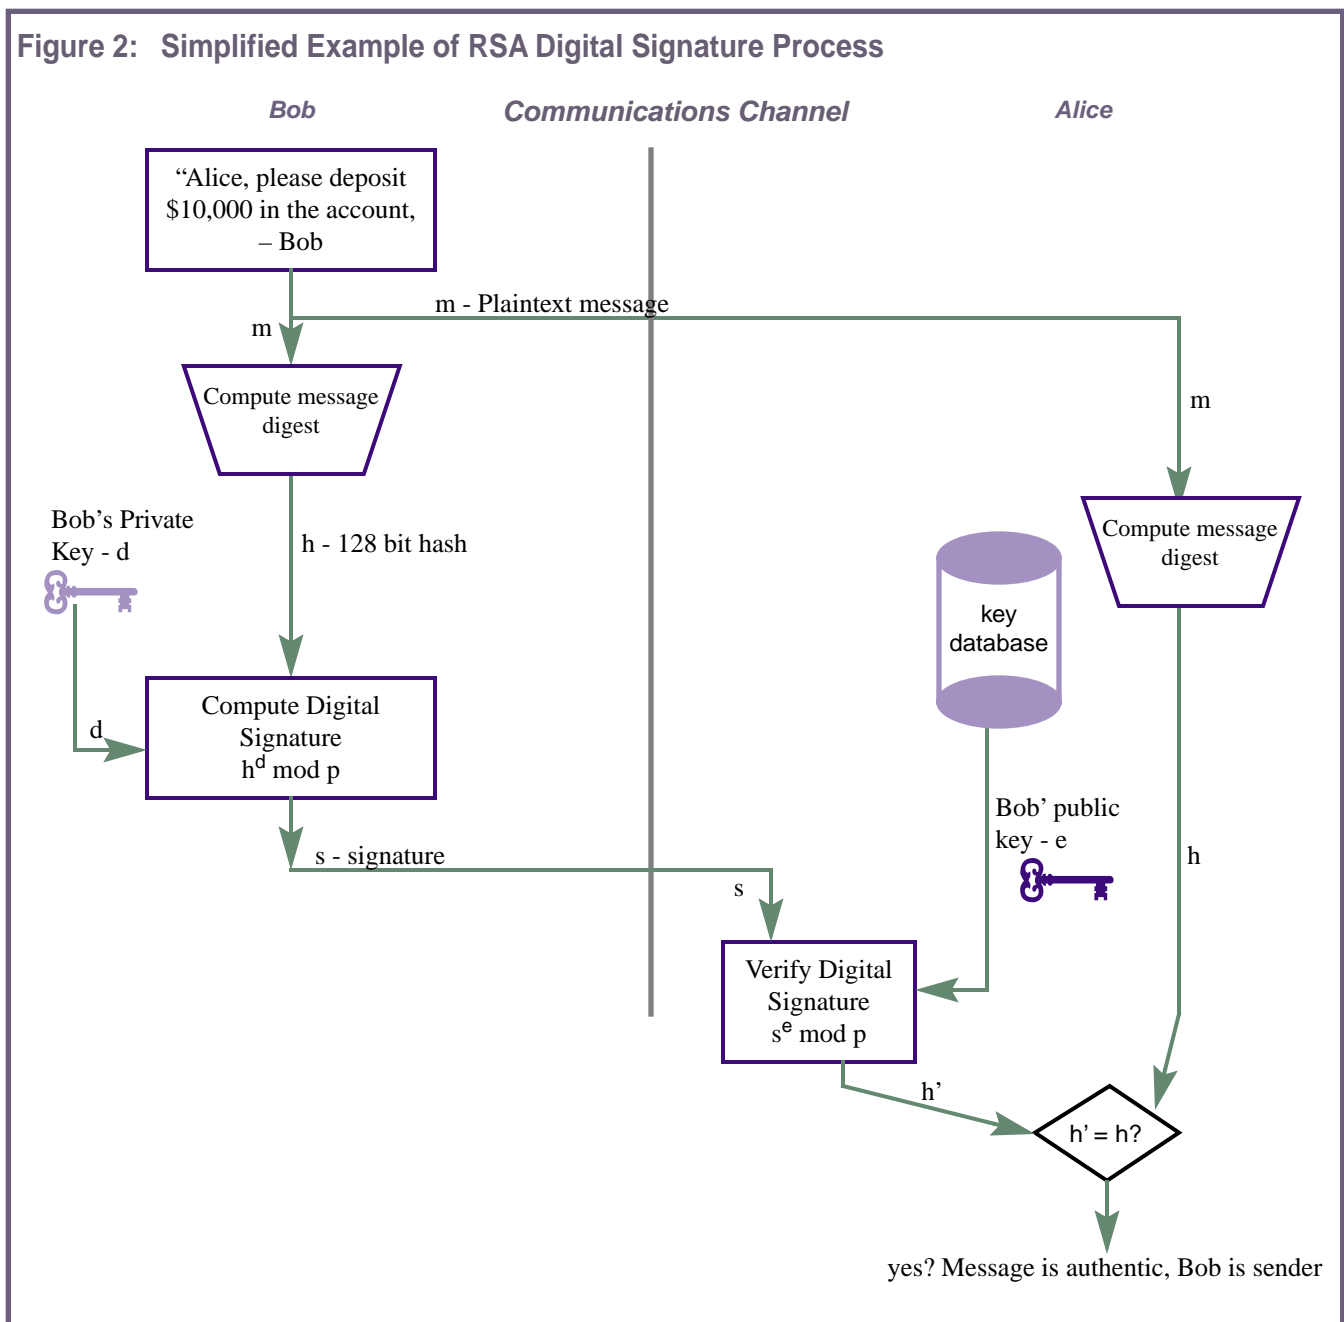 Figure 2: Simplified Example of RSA Digital Signature Process
Bob
Communications Channel
Alice
“Alice, please deposit
$10,000 in the account,
– Bob
m - Plaintext message
m
Compute message
digest
m
Bob’s Private
Key - d
h - 128 bit hash
Compute message
digest
key
database
d
Compute Digital
Signature
h^d mod p
Bob’ public
key - e
s - signature
h
s
Verify Digital
Signature
s^e mod p
h’
h’ = h?
yes? Message is authentic, Bob is sender